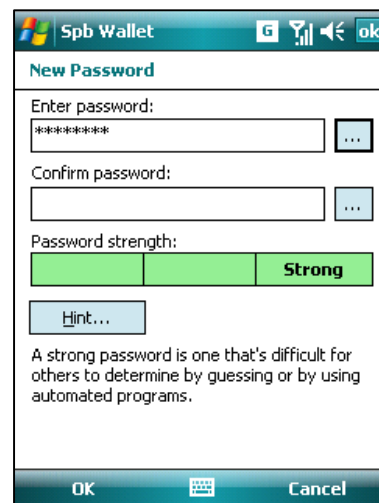 Spb Wallet G ok
New Password
Enter password:
******** ...
Confirm password:
...
Password strength:
Strong
Hint...
A strong password is one that's difficult for
others to determine by guessing or by using
automated programs.
OK Cancel